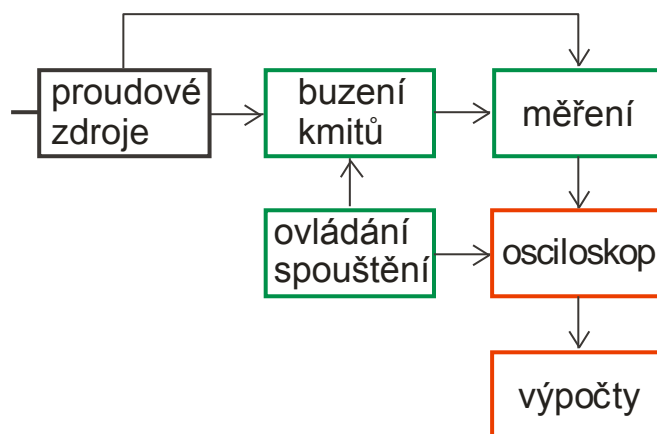 proudové
zdroje
buzení
kmitů
měření
ovládání
spouštění
osciloskop
výpočty